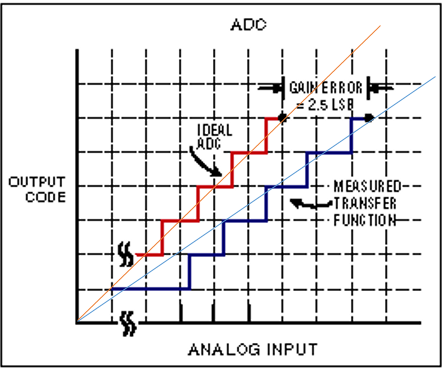 ADC
GAIN ERROR
= 2.5 LSB
IDEAL
ADC
OUTPUT
CODE
MEASURED
TRANSFER
FUNCTION
ANALOG INPUT